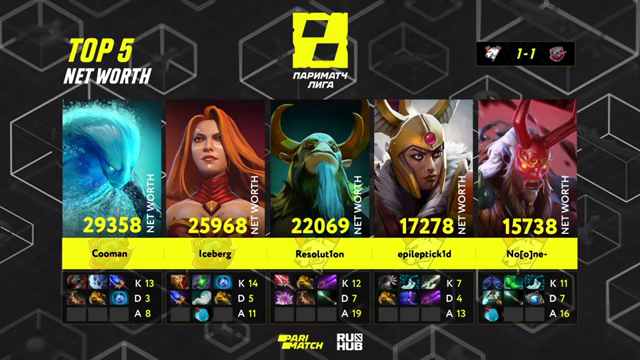 TOP 5
NET WORTH
ПАРИМАТЧ
ЛИГА
1-1
29358 NET WORTH
25968 NET WORTH
22069 NET WORTH
17278 NET WORTH
15738 NET WORTH
Cooman
Iceberg
Resolut1on
epileptick1d
No[o]ne-
K 13
D 3
A 8
K 14
D 5
A 11
K 12
D 7
A 19
K 7
D 4
A 13
K 11
D 7
A 16
PARI MATCH
RU HUB